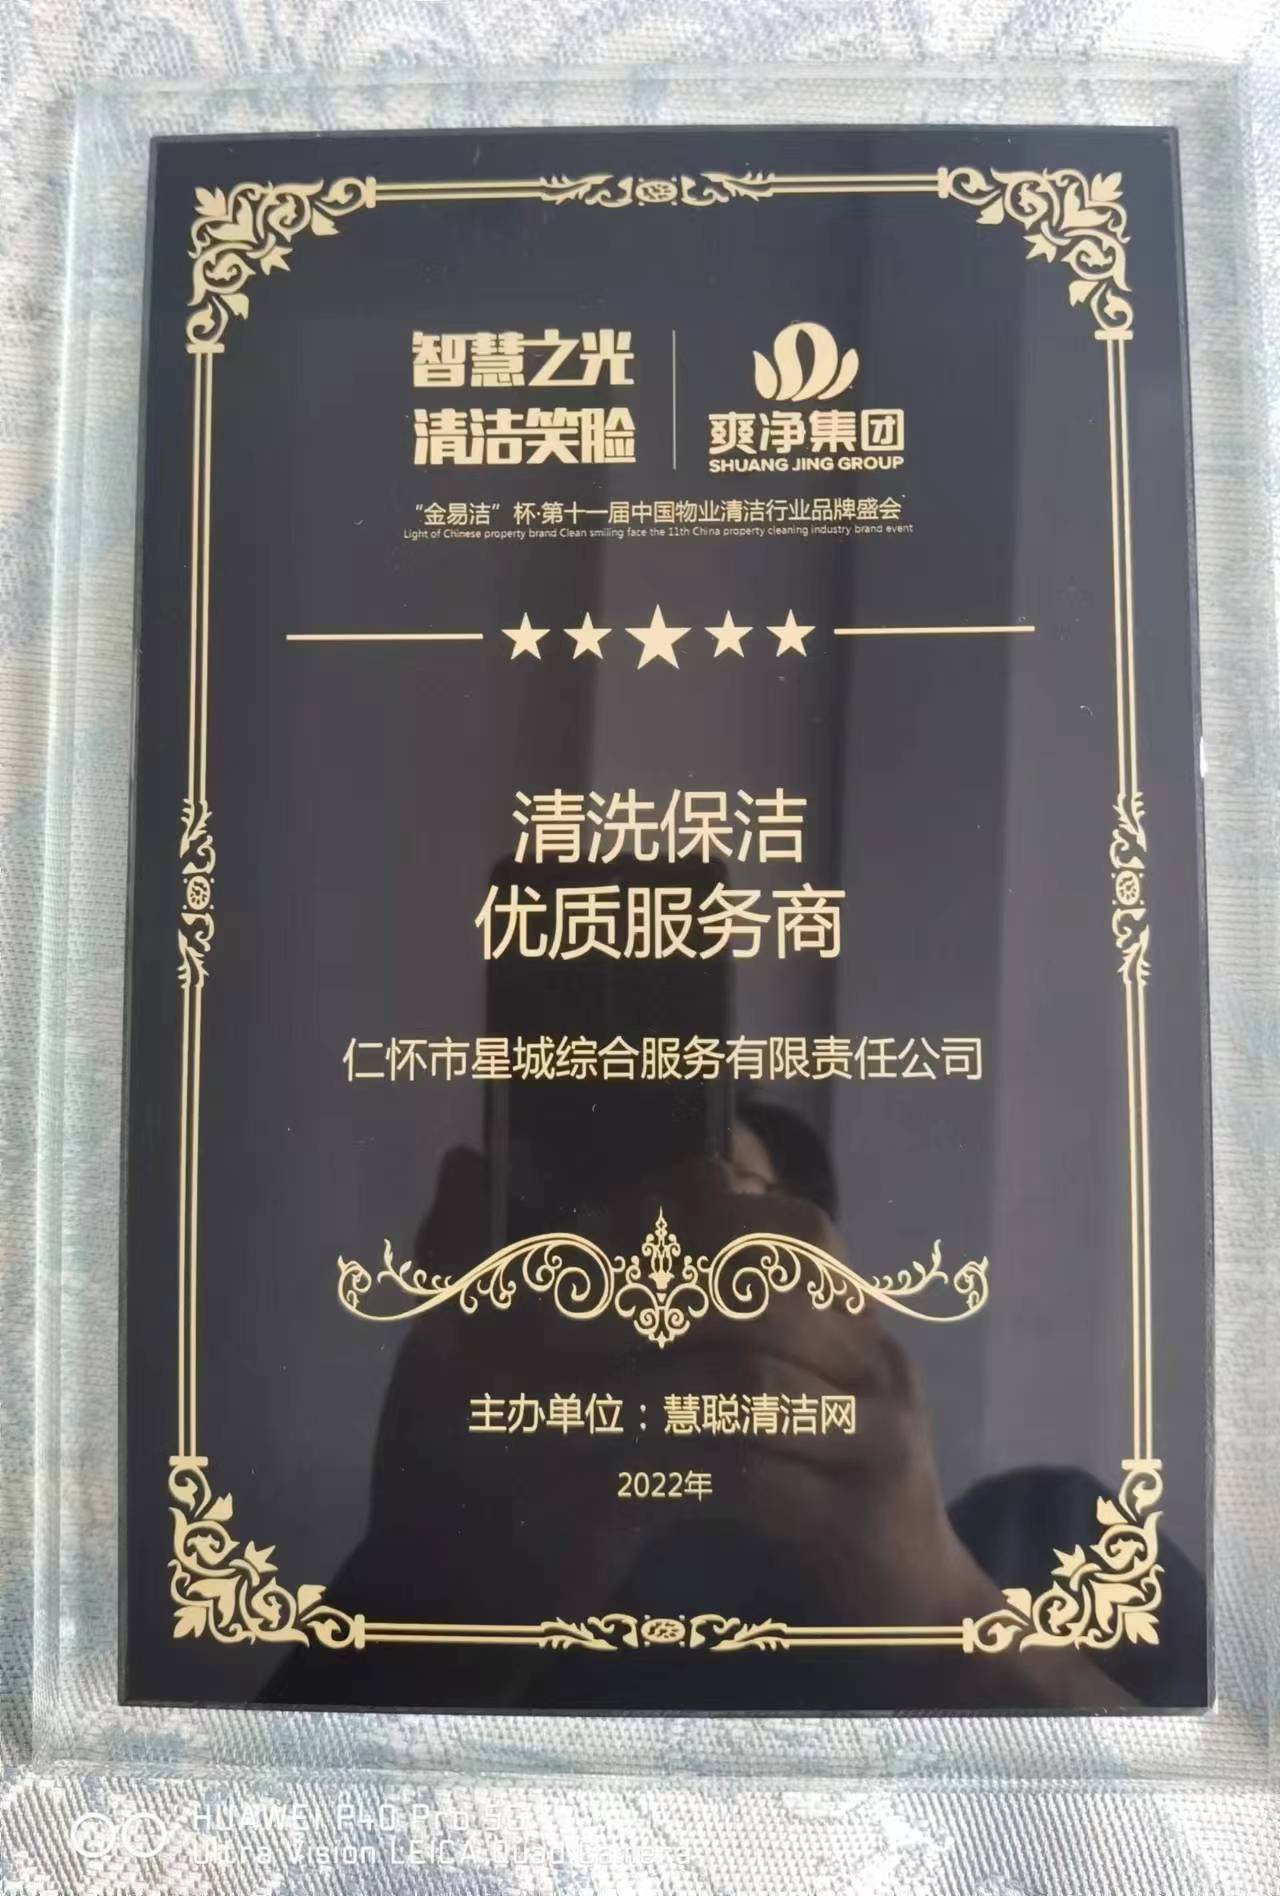 智慧之光
清洁笑脸
爽净集团
SHUANG JING GROUP
“金易洁”杯·第十一届中国物业清洁行业品牌盛会
Light of Chinese property brand Clean smiling face the 11th China property cleaning industry brand event
清洗保洁
优质服务商
仁怀市星城综合服务有限责任公司
主办单位：慧聪清洁网
2022年
HUAWEI P40 Pro 5G
Ultra Vision LEICA Quad Camera